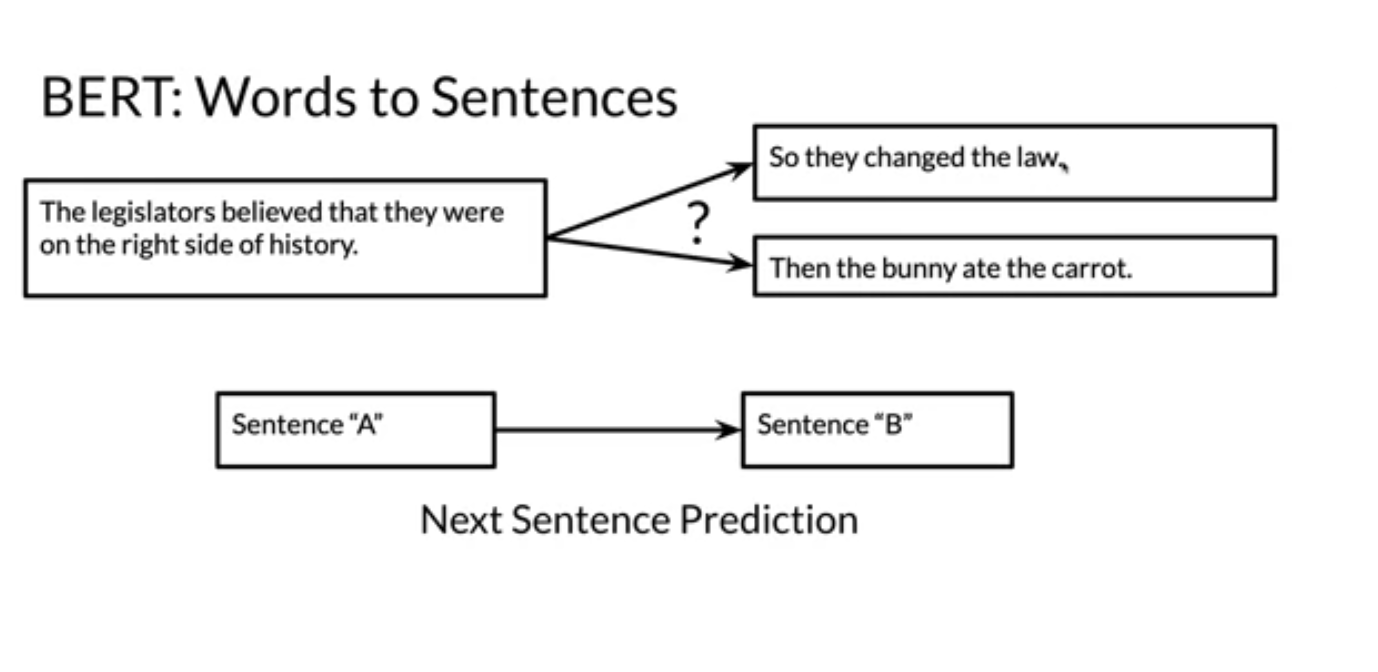 BERT: Words to Sentences
The legislators believed that they were
on the right side of history.
?
So they changed the law.
Then the bunny ate the carrot.
Sentence “A”
Sentence “B”
Next Sentence Prediction